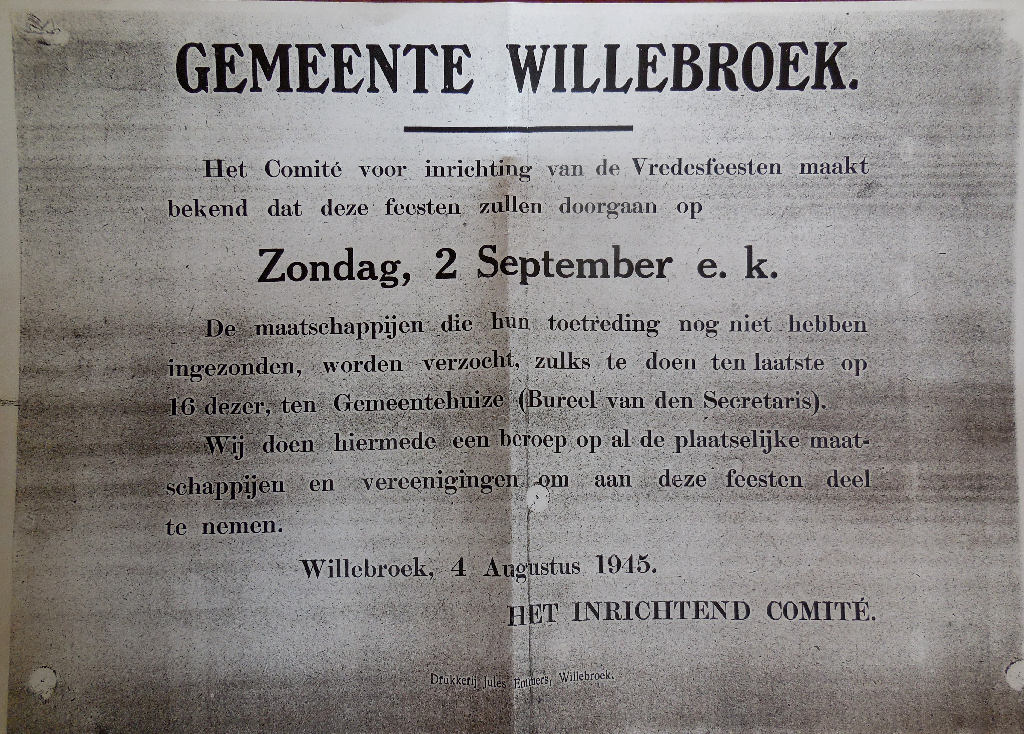 GEMEENTE WILLEBROEK.
Het Comité voor inrichting van de Vredesfeesten maakt
bekend dat deze feesten zullen doorgaan op
Zondag, 2 September e. k.
De maatschappijen die hun toetreding nog niet hebben
ingezonden, worden verzocht, zulks te doen ten laatste op
16 dezer, ten Gemeentehuize (Bureel van den Secretaris).
Wij doen hiermede een beroep op al de plaatselijke maat-
schappijen en vereenigingen om aan deze feesten deel
te nemen.
Willebroek, 4 Augustus 1945.
HET INRICHTEND COMITÉ.
Drukkerij Jules Emmers, Willebroek.